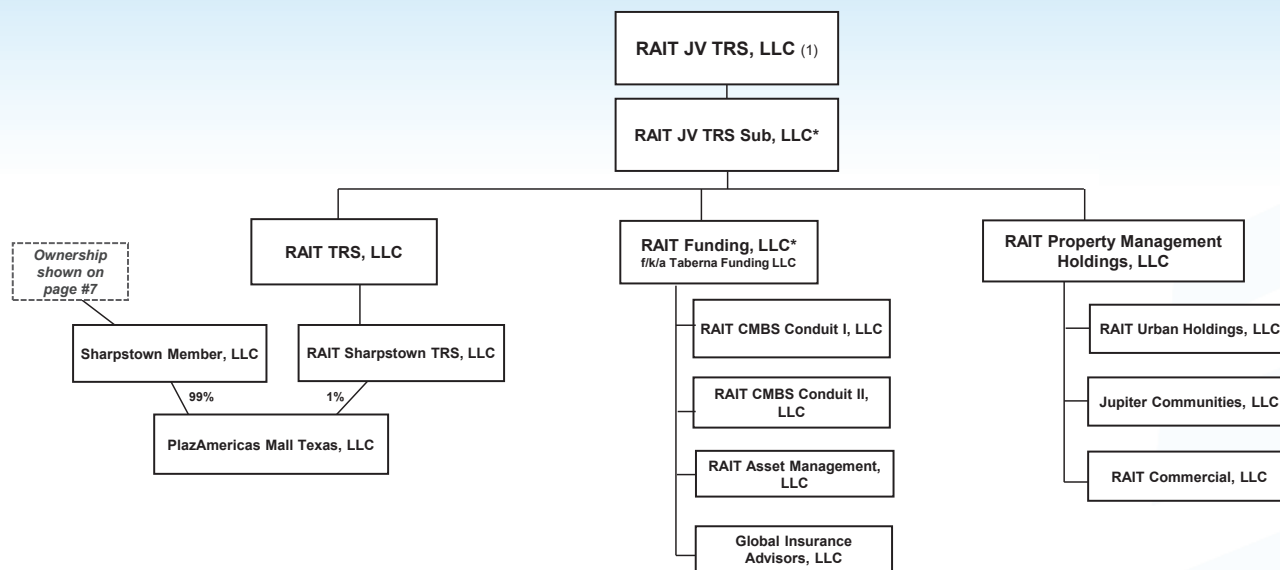 RAIT JV TRS, LLC (1)
RAIT JV TRS Sub, LLC*
RAIT TRS, LLC
RAIT Funding, LLC*
f/k/a Taberna Funding LLC
RAIT Property Management
Holdings, LLC
Ownership
shown on
page #7
Sharpstown Member, LLC
RAIT Sharpstown TRS, LLC
99%
1%
PlazAmericas Mall Texas, LLC
RAIT CMBS Conduit I, LLC
RAIT CMBS Conduit II,
LLC
RAIT Asset Management,
LLC
Global Insurance
Advisors, LLC
RAIT Urban Holdings, LLC
Jupiter Communities, LLC
RAIT Commercial, LLC